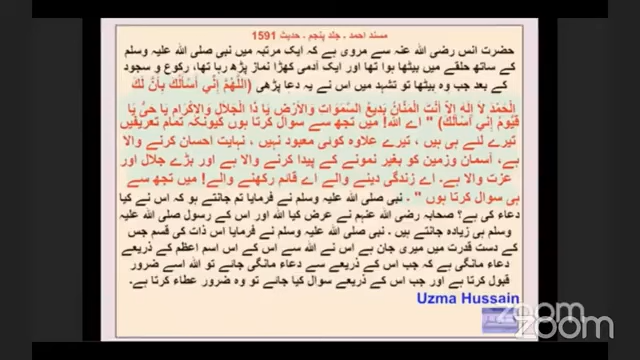 مسند احمد ۔ جلد پنجم ۔ حدیث 1591
حضرت انس رضی اللہ عنہ سے مروی ہے کہ ایک مرتبہ میں نبی صلی اللہ علیہ وسلم
کے ساتھ حلقے میں بیٹھا ہوا تھا اور ایک آدمی کھڑا نماز پڑھ رہا تھا، رکوع و سجود
کے بعد جب وہ بیٹھا تو تشہد میں اس نے یہ دعا پڑھی (اللَّهُمَّ إِنِّي أَسْأَلُكَ بِأَنَّ لَكَ
الْحَمْدَ لَا إِلَهَ إِلَّا أَنْتَ الْمَنَّانُ بَدِيعُ السَّمَوَاتِ وَالْأَرْضِ يَا ذَا الْجَلَالِ وَالْإِكْرَامِ يَا حَيُّ يَا
قَيُّومُ إِنِّي أَسْأَلُكَ) " اے اللہ! میں تجھ سے سوال کرتا ہوں کیونکہ تمام تعریفیں
تیرے لئے ہی ہیں ، تیرے علاوہ کوئی معبود نہیں ، نہایت احسان کرنے والا
ہے، آسمان وزمین کو بغیر نمونے کے پیدا کرنے والا ہے اور بڑے جلال اور
عزت والا ہے۔ اے زندگی دینے والے اے قائم رکھنے والے! میں تجھ سے
ہی سوال کرتا ہوں " ۔ نبی صلی اللہ علیہ وسلم نے فرمایا تم جانتے ہو کہ اس نے کیا
دعاء کی ہے؟ صحابہ رضی اللہ عنہم نے عرض کیا اللہ اور اس کے رسول صلی اللہ علیہ
وسلم ہی زیادہ جانتے ہیں ۔ نبی صلی اللہ علیہ وسلم نے فرمایا اس ذات کی قسم جس
کے دست قدرت میں میری جان ہے اس نے اللہ سے اس کے اس اسم اعظم کے ذریعے
دعاء مانگی ہے کہ جب اس کے ذریعے سے دعاء مانگی جائے تو اللہ اسے ضرور
قبول کرتا ہے اور جب اس کے ذریعے سوال کیا جائے تو وہ ضرور عطاء کرتا ہے۔
Uzma Hussain
zoom
zoom